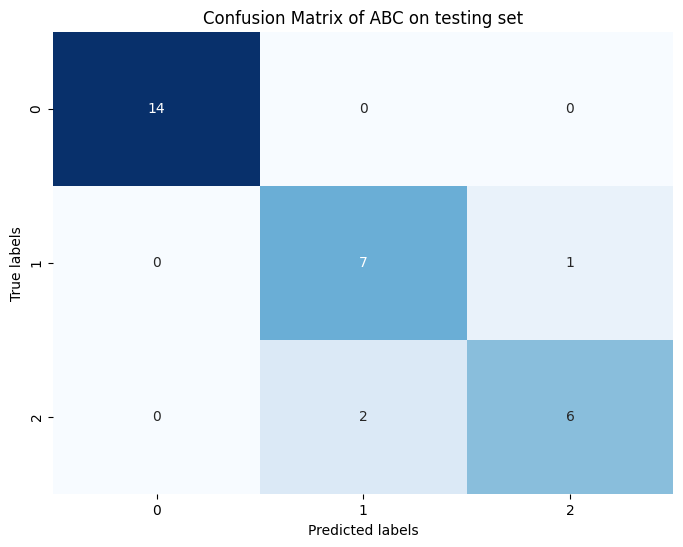 Confusion Matrix of ABC on testing set
0 14 0 0
True labels
1 0 7 1
2 0 2 6
0 1 2
Predicted labels